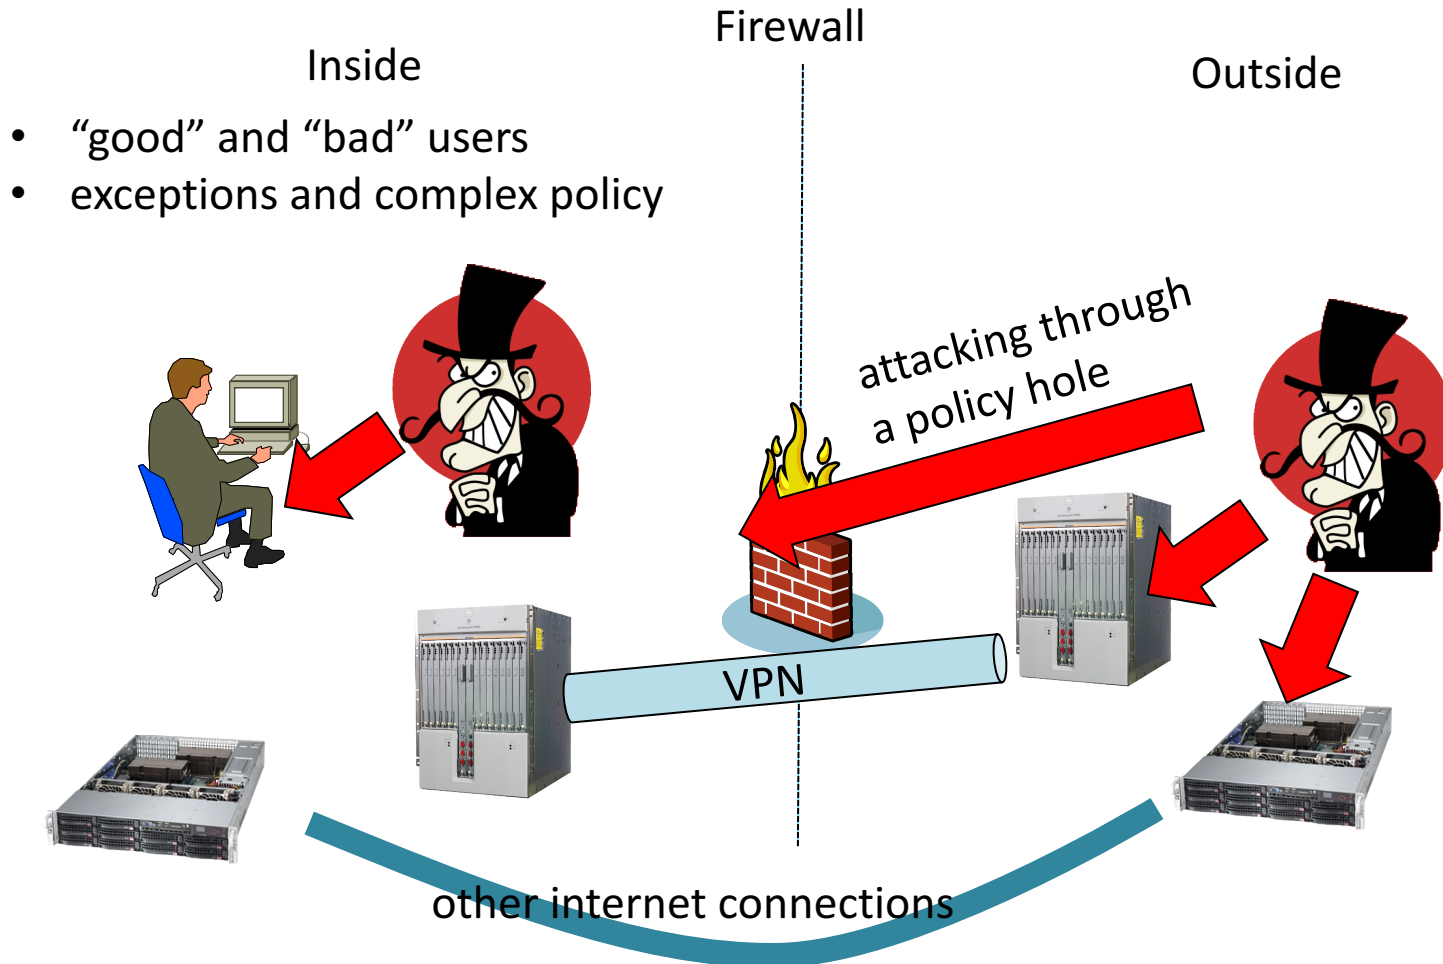 Firewall
Inside
Outside
• “good” and “bad” users
• exceptions and complex policy
attacking through
a policy hole
VPN
other internet connections